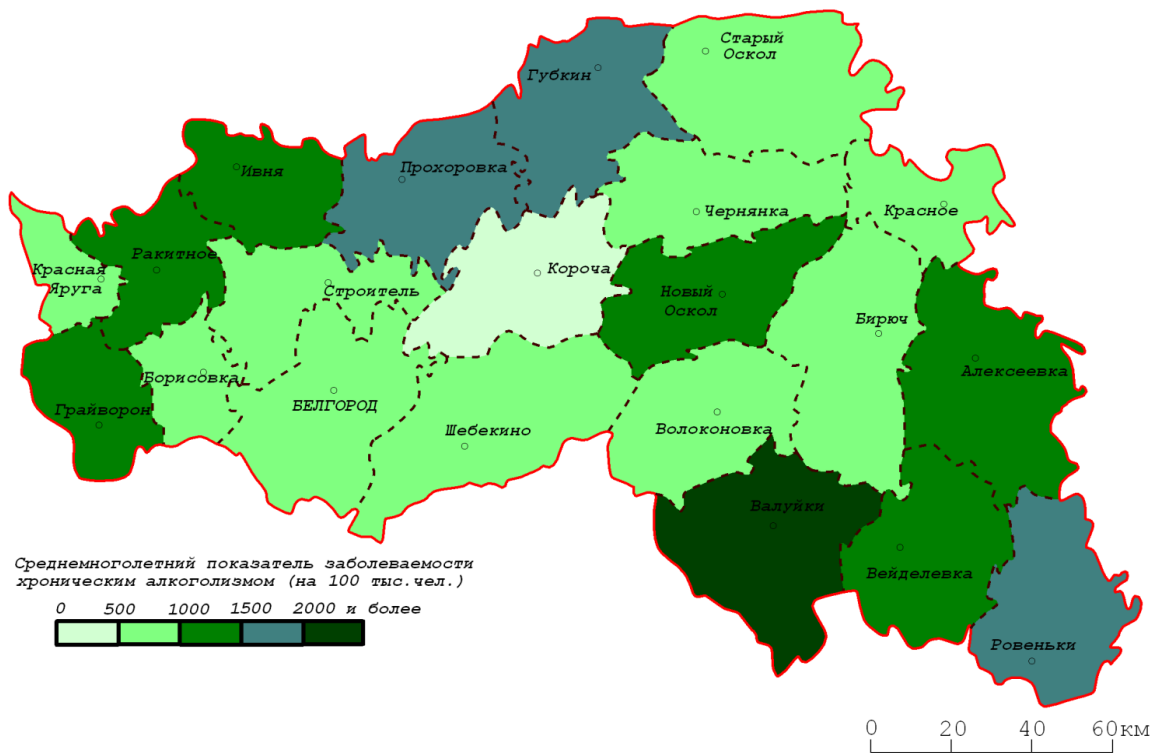 Старый
Оскол
Губкин
Ивня
Прохоровка
Чернянка
Красное
Ракитное
Красная
Яруга
Строитель
Короча
Новый
Оскол
Бирюч
Борисовка
Алексеевка
Грайворон
БЕЛГОРОД
Шебекино
Волоконовка
Валуйки
Вейделевка
Ровеньки
Среднемноголетний показатель заболеваемости
хроническим алкоголизмом (на 100 тыс.чел.)
0 500 1000 1500 2000 и более
0 20 40 60км